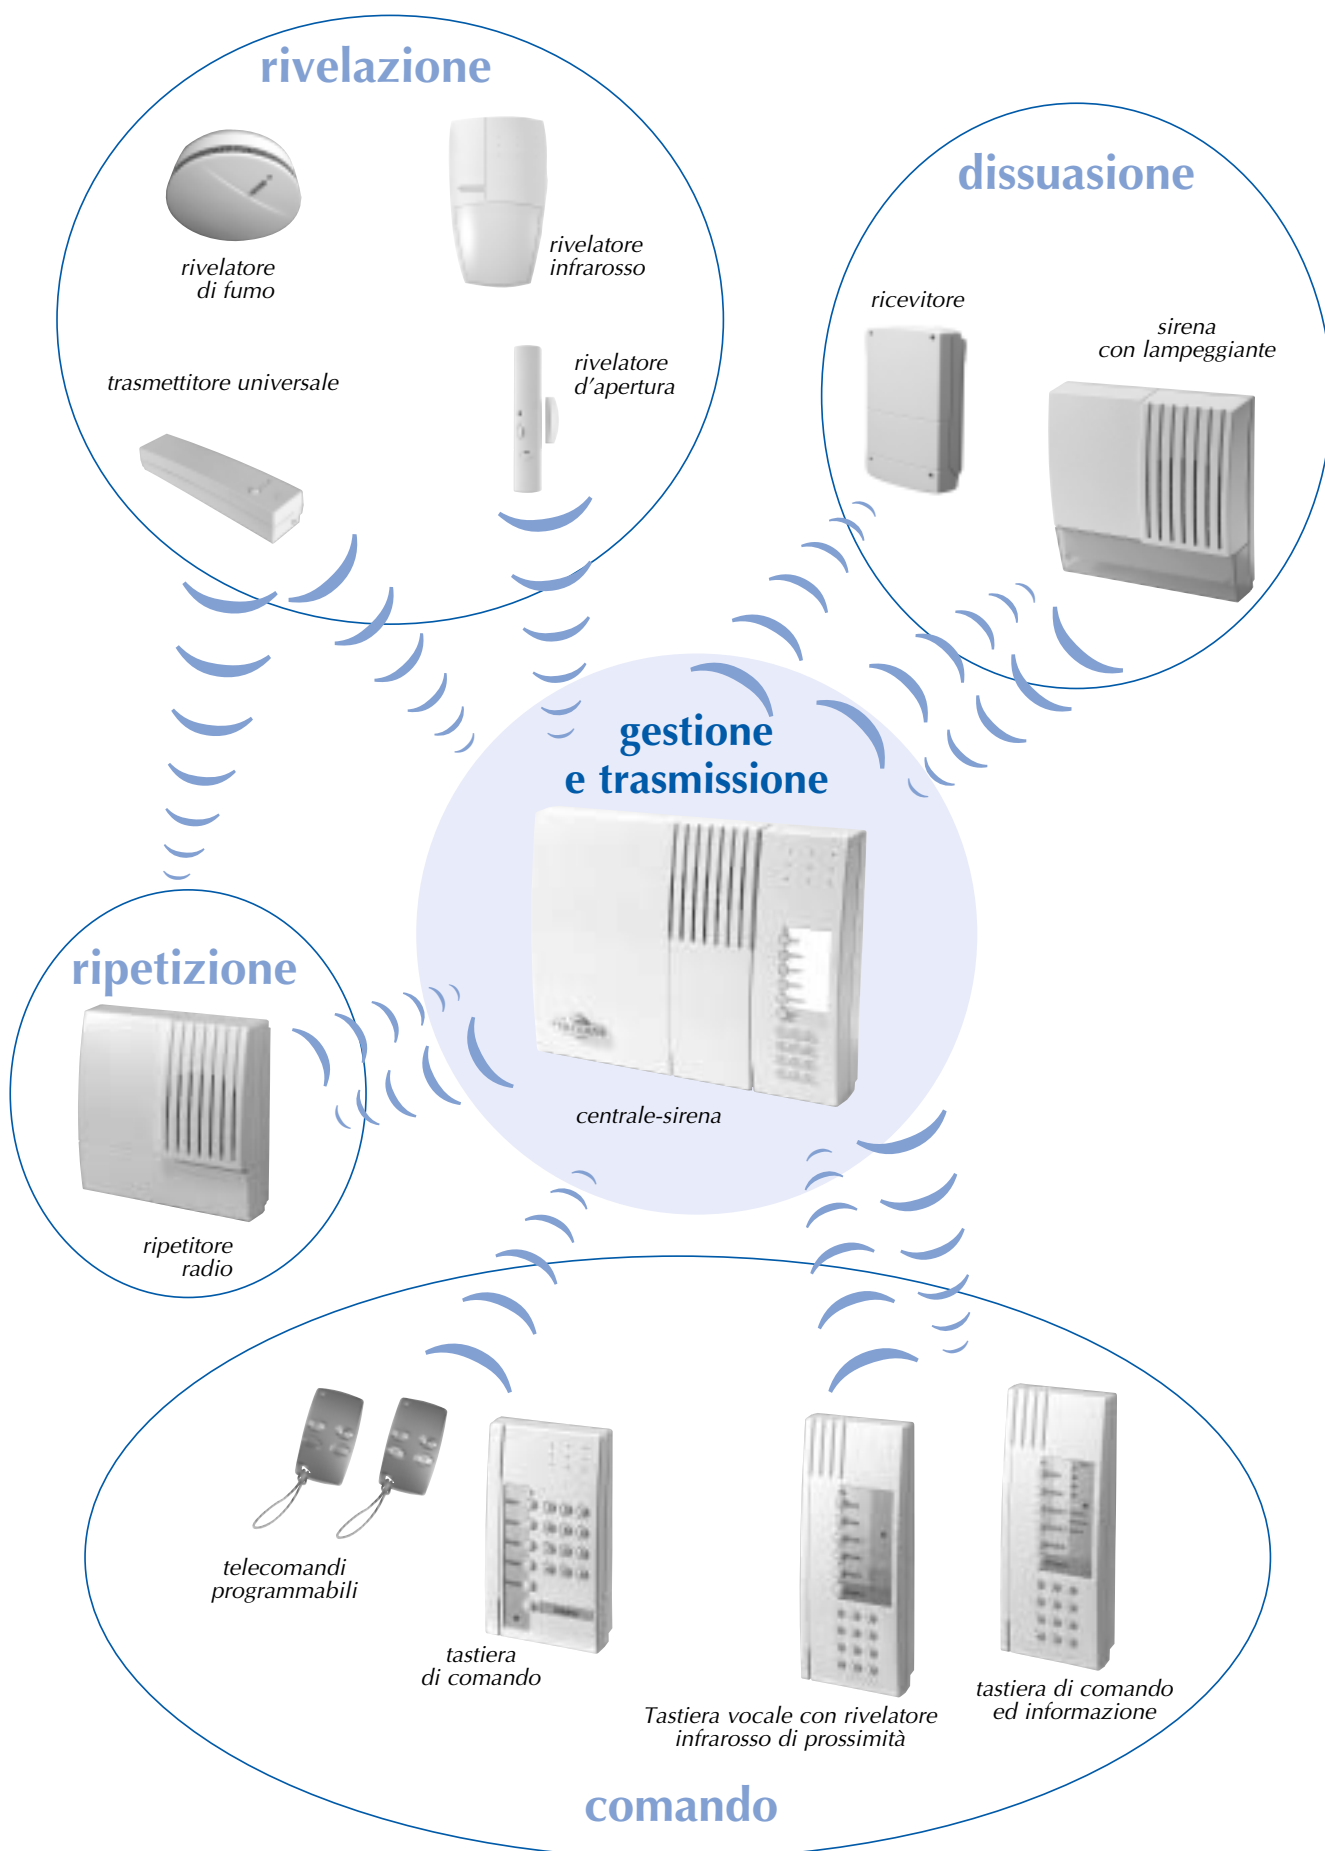 rivelazione
rivelatore
di fumo
rivelatore
infrarosso
trasmettitore universale
rivelatore
d'apertura
dissuasione
ricevitore
sirena
con lampeggiante
gestione
e trasmissione
centrale-sirena
ripetizione
ripetitore
radio
telecomandi
programmabili
tastiera
di comando
Tastiera vocale con rivelatore
infrarosso di prossimità
tastiera di comando
ed informazione
comando